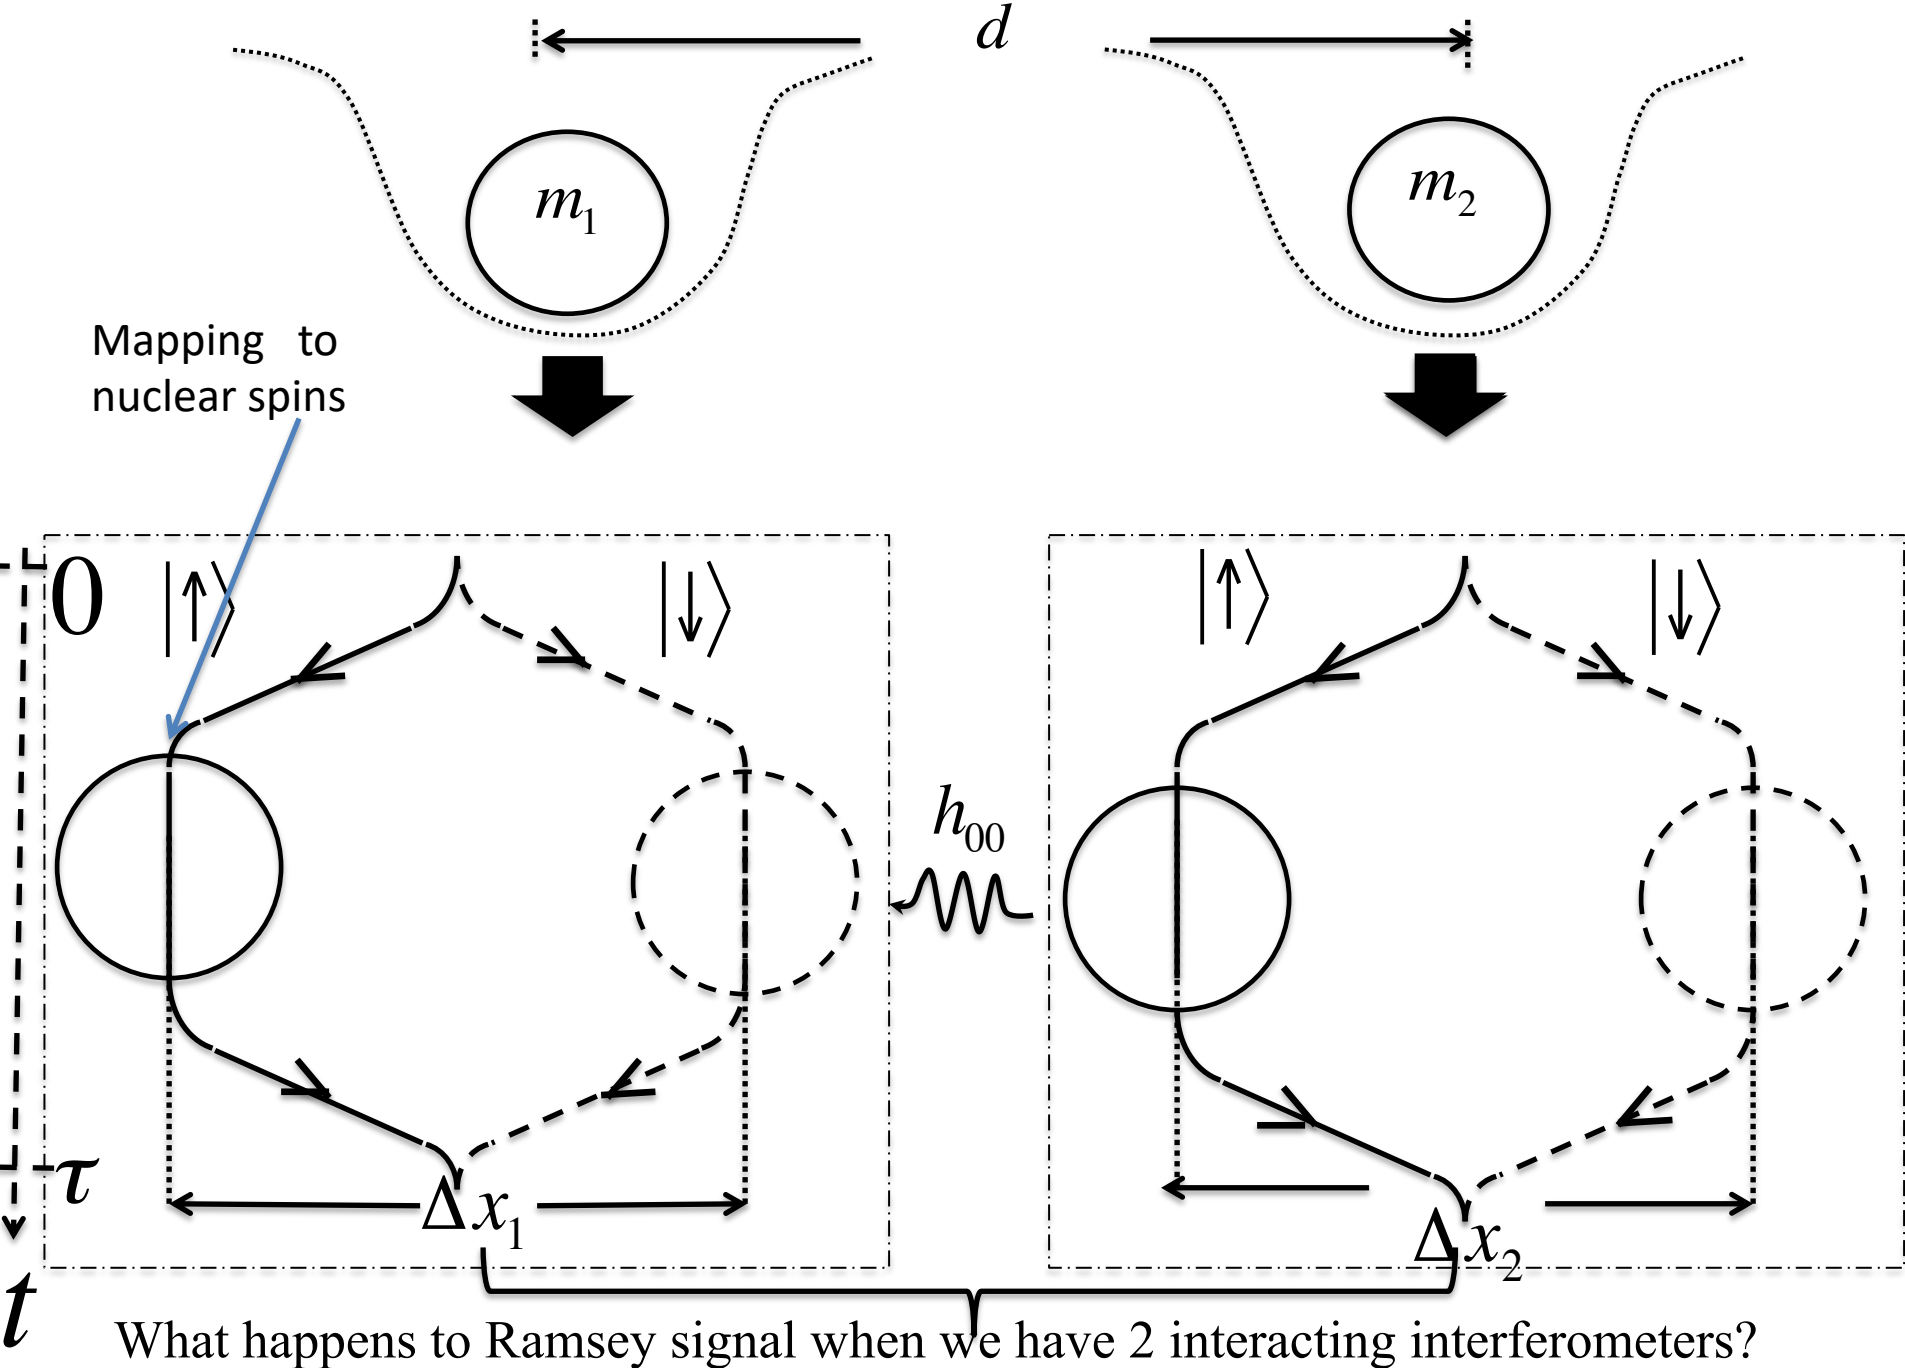 d
m₁
m₂
Mapping to
nuclear spins
0
|↑⟩
|↓⟩
|↑⟩
|↓⟩
h₀₀
τ
Δx₁
Δx₂
t
What happens to Ramsey signal when we have 2 interacting interferometers?